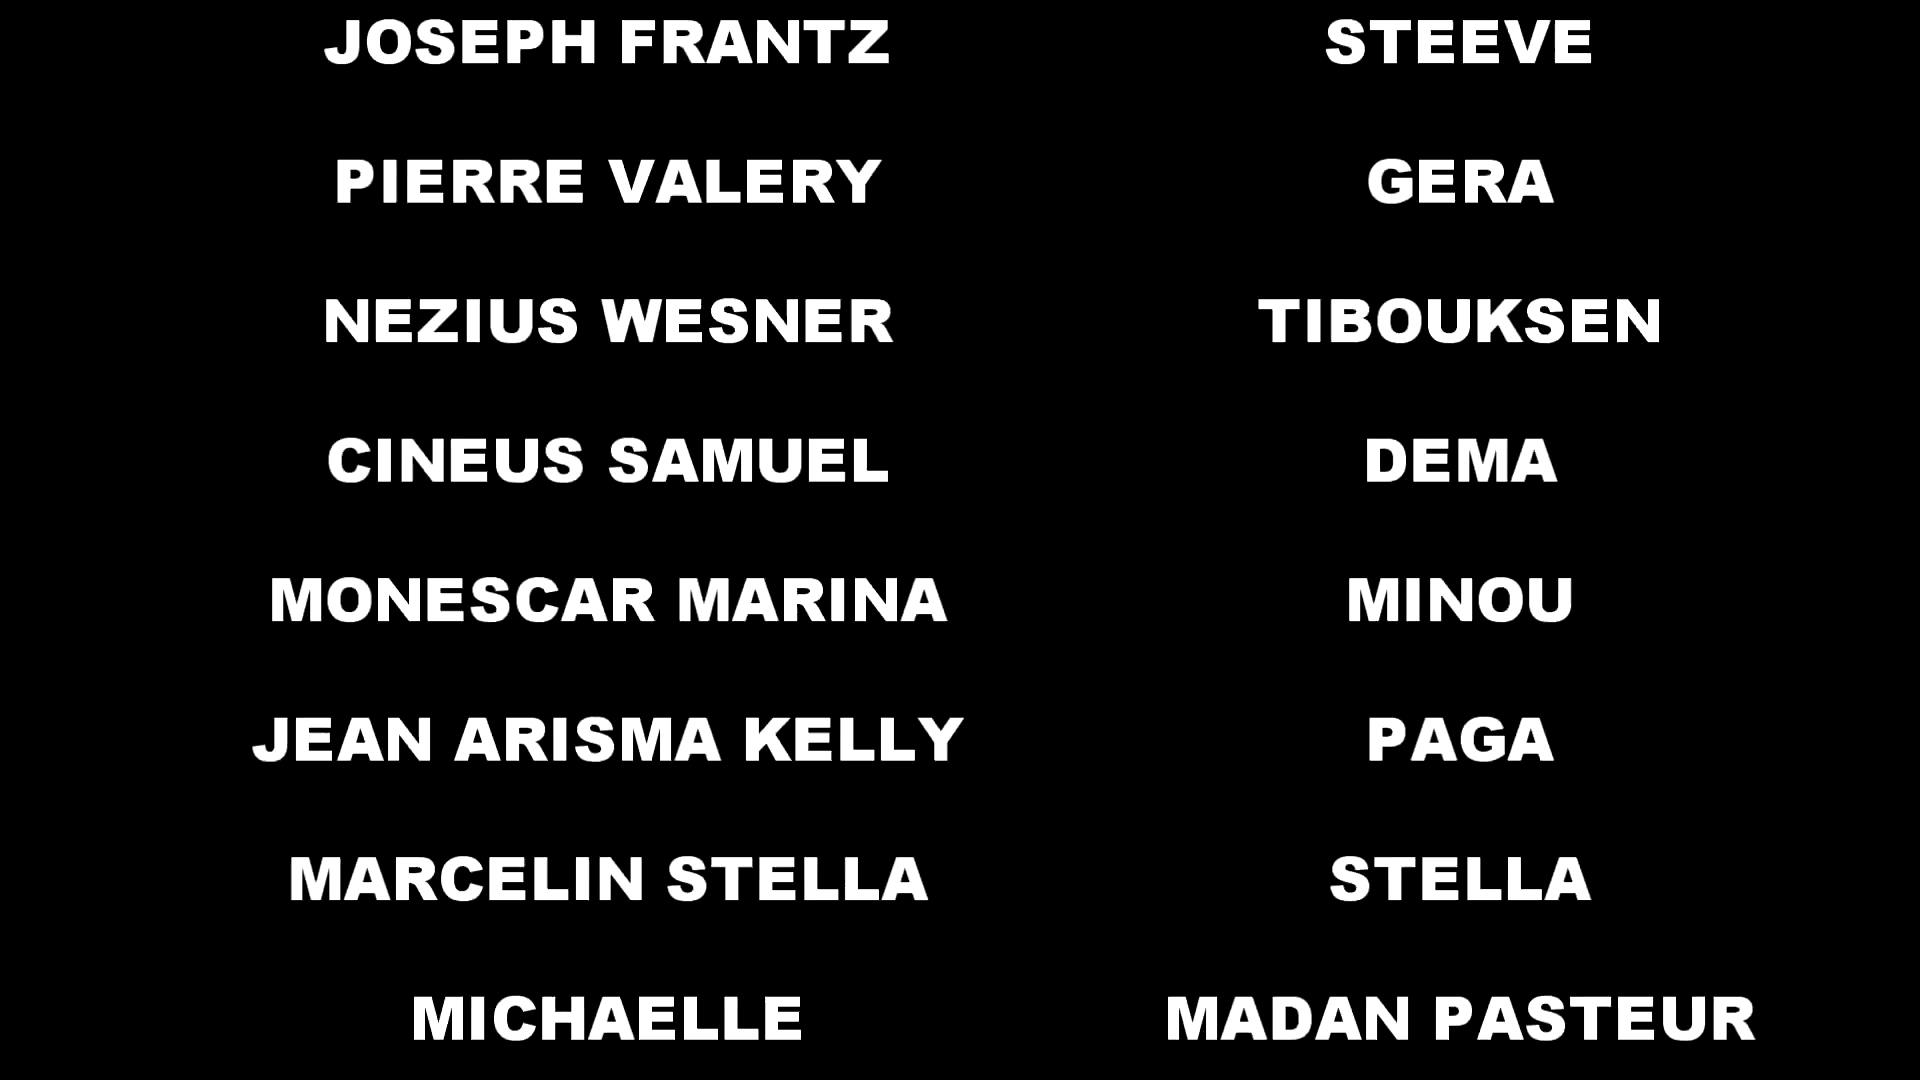 JOSEPH FRANTZ STEEVE
PIERRE VALERY GERA
NEZIUS WESNER TIBOUKSEN
CINEUS SAMUEL DEMA
MONESCAR MARINA MINOU
JEAN ARISMA KELLY PAGA
MARCELIN STELLA STELLA
MICHAELLE MADAN PASTEUR